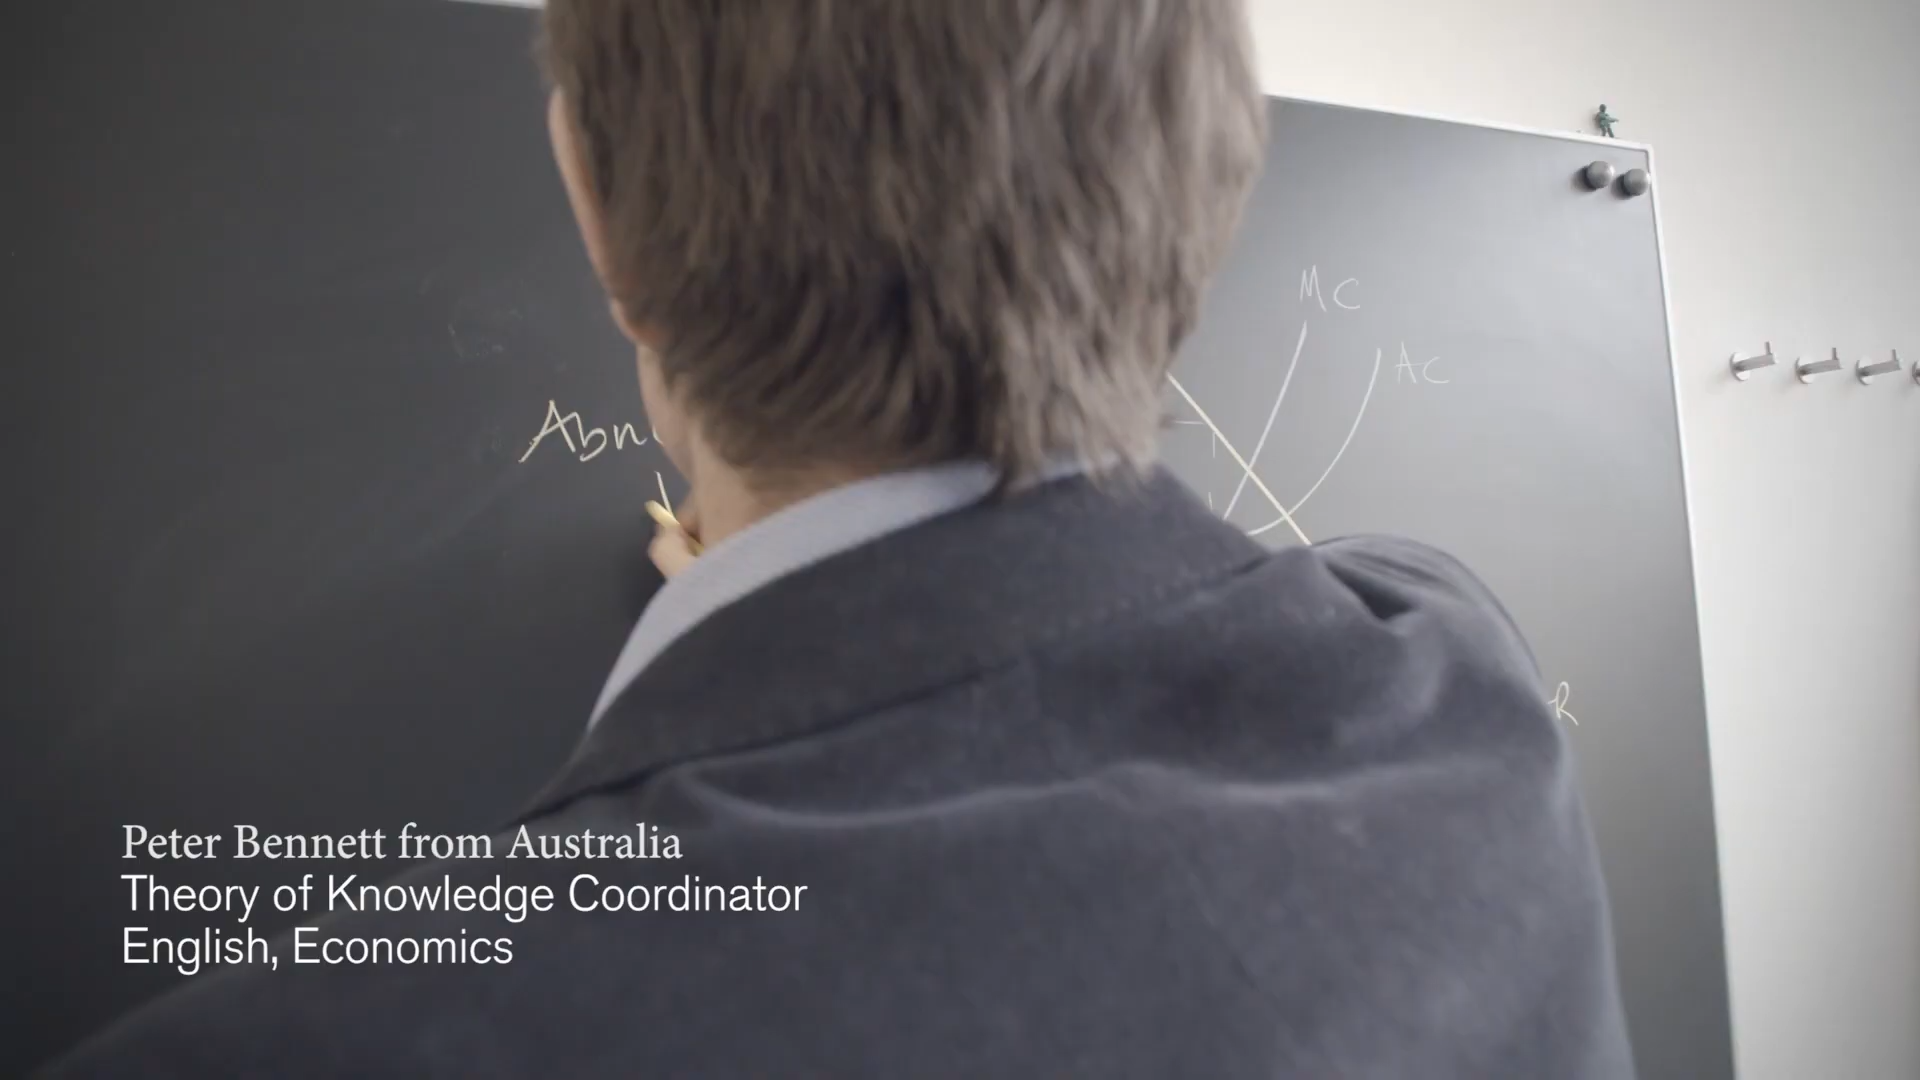 MC
AC
Peter Bennett from Australia
Theory of Knowledge Coordinator
English, Economics